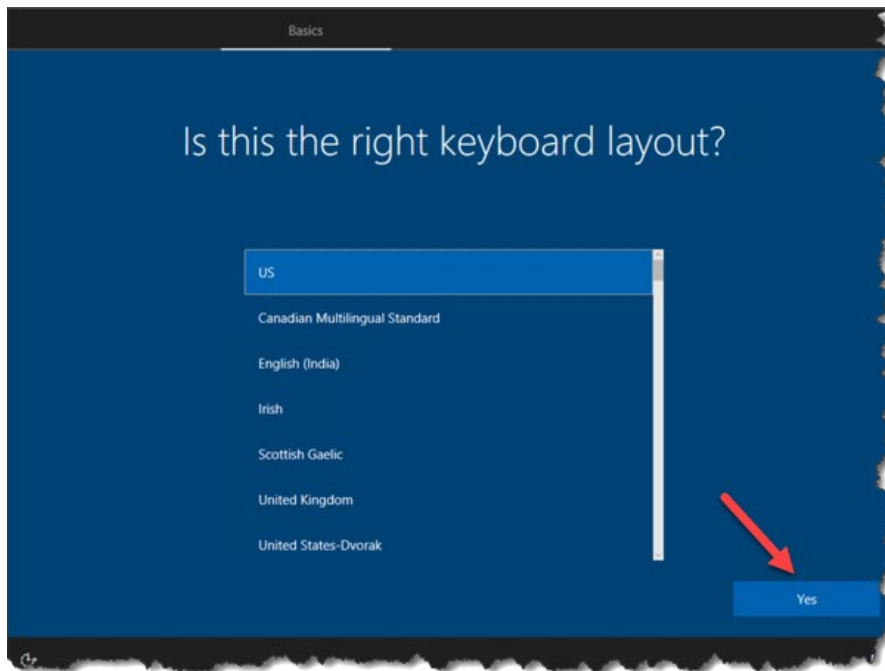 Basics
Is this the right keyboard layout?
US
Canadian Multilingual Standard
English (India)
Irish
Scottish Gaelic
United Kingdom
United States-Dvorak
Yes